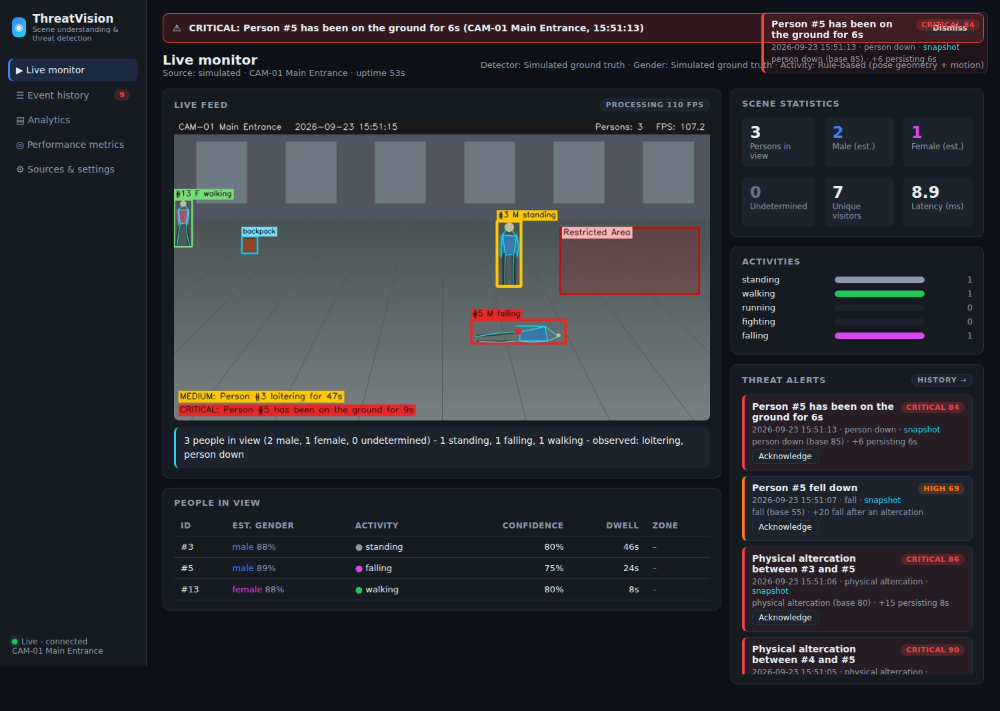 ThreatVision
Scene understanding &
threat detection
▶ Live monitor
☰ Event history 9
▤ Analytics
◎ Performance metrics
⚙ Sources & settings
Live - connected
CAM-01 Main Entrance
⚠ CRITICAL: Person #5 has been on the ground for 6s (CAM-01 Main Entrance, 15:51:13)
Dismiss
Person #5 has been on
the ground for 6s
CRITICAL 84
2026-09-23 15:51:13 · person down · snapshot
person down (base 85) · +6 persisting 6s
Live monitor
Source: simulated · CAM-01 Main Entrance · uptime 53s
Detector: Simulated ground truth · Gender: Simulated ground truth · Activity: Rule-based (pose geometry + motion)
LIVE FEED
PROCESSING 110 FPS
CAM-01 Main Entrance 2026-09-23 15:51:15 Persons: 3 FPS: 107.2
#13 F walking
backpack
#3 M standing
Restricted Area
#5 M falling
MEDIUM: Person #3 loitering for 47s
CRITICAL: Person #5 has been on the ground for 9s
3 people in view (2 male, 1 female, 0 undetermined) - 1 standing, 1 falling, 1 walking - observed: loitering,
person down
PEOPLE IN VIEW
ID EST. GENDER ACTIVITY CONFIDENCE DWELL ZONE
#3 male 88% standing 80% 46s –
#5 male 89% falling 75% 24s –
#13 female 88% walking 80% 8s –
SCENE STATISTICS
3
Persons in
view
2
Male (est.)
1
Female (est.)
0
Undetermined
7
Unique
visitors
8.9
Latency (ms)
ACTIVITIES
standing 1
walking 1
running 0
fighting 0
falling 1
THREAT ALERTS
HISTORY →
Person #5 has been on the
ground for 6s
CRITICAL 84
2026-09-23 15:51:13 · person down · snapshot
person down (base 85) · +6 persisting 6s
Acknowledge
Person #5 fell down
HIGH 69
2026-09-23 15:51:07 · fall · snapshot
fall (base 55) · +20 fall after an altercation
Acknowledge
Physical altercation
between #3 and #5
CRITICAL 86
2026-09-23 15:51:06 · physical altercation ·
snapshot
physical altercation (base 80) · +15 persisting 8s
Acknowledge
Physical altercation
between #4 and #5
CRITICAL 90
2026-09-23 15:51:05 · physical altercation ·